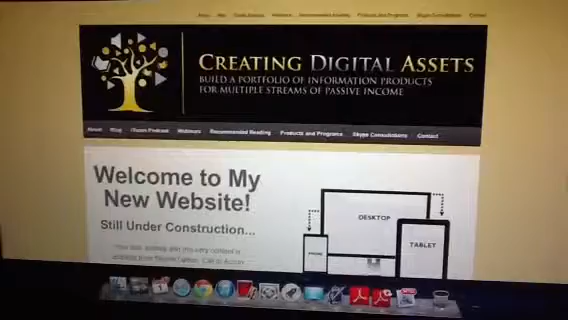 About Blog iTunes Podcast Webinars Recommended Reading Products and Programs Skype Consultations Contact
CREATING DIGITAL ASSETS
BUILD A PORTFOLIO OF INFORMATION PRODUCTS
FOR MULTIPLE STREAMS OF PASSIVE INCOME
About Blog iTunes Podcast Webinars Recommended Reading Products and Programs Skype Consultations Contact
Welcome to My
New Website!
Still Under Construction...
DESKTOP
TABLET
PHONE